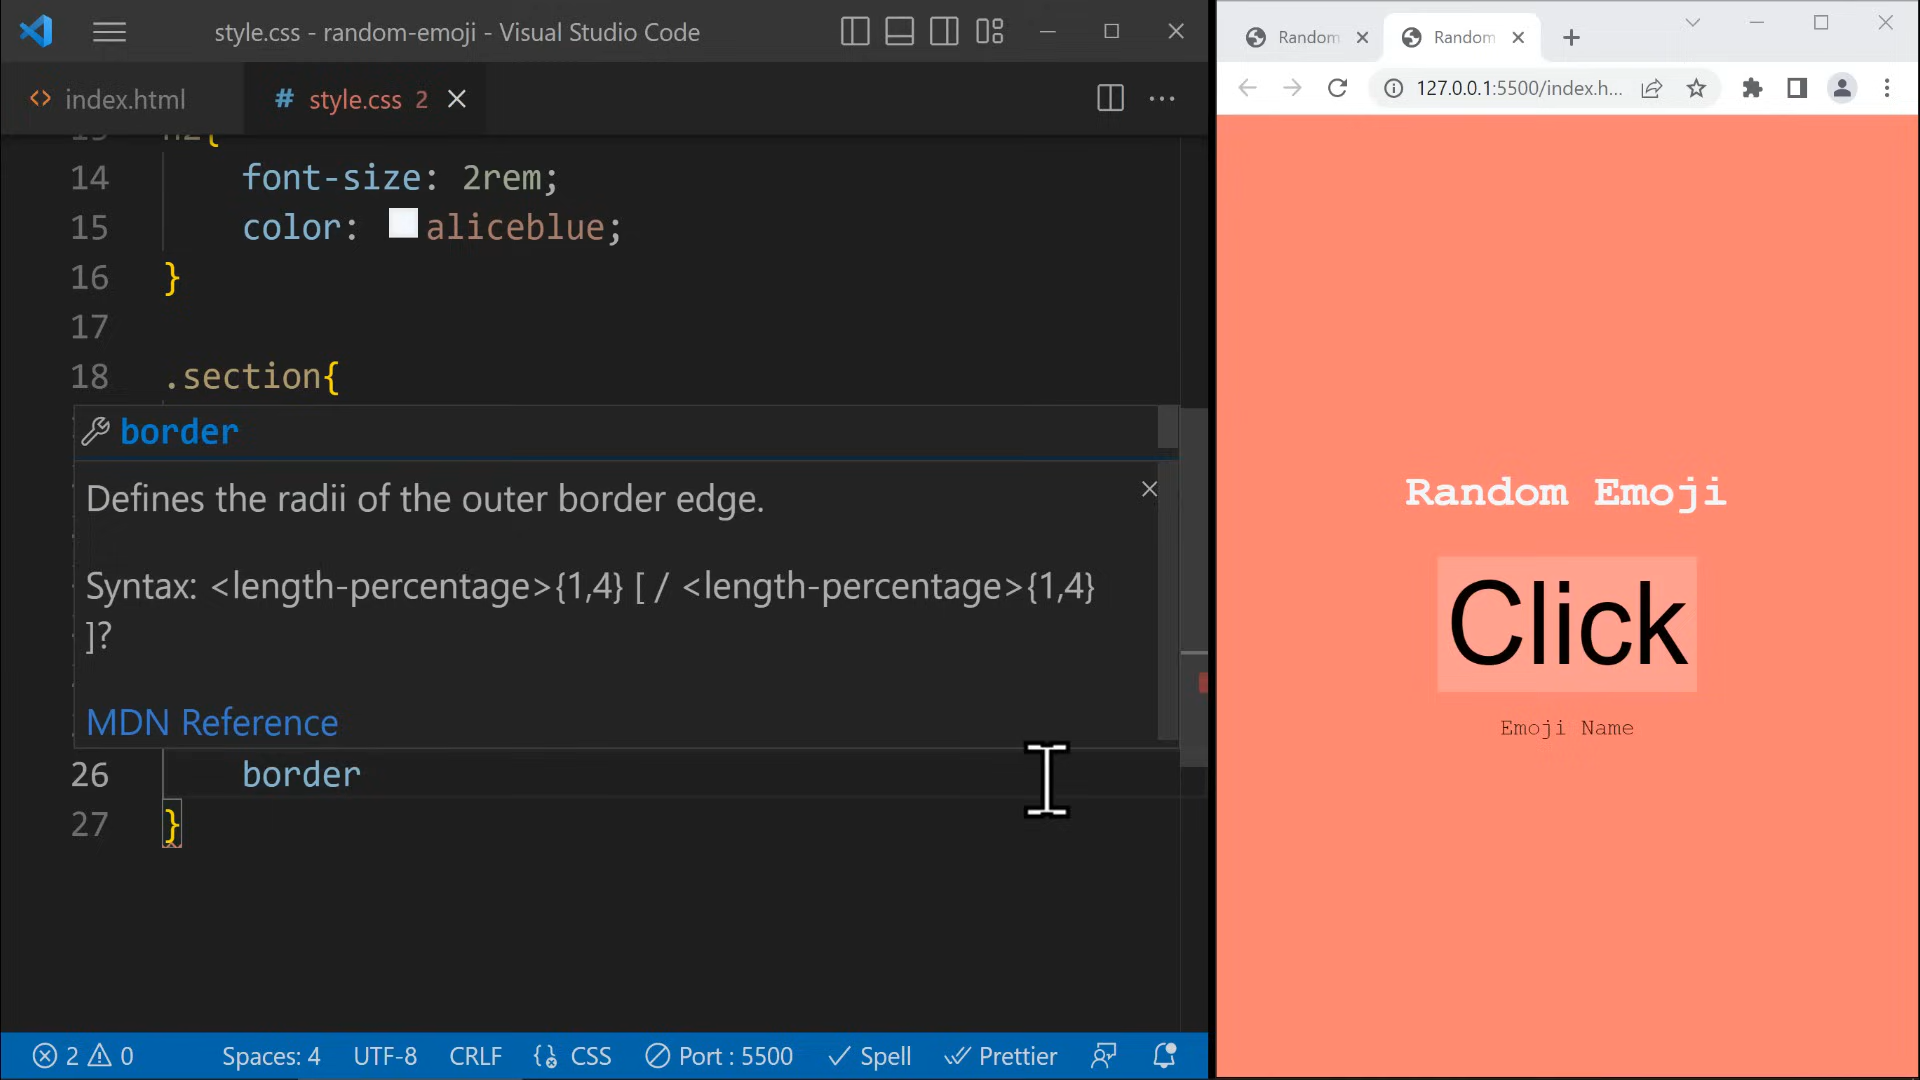 style.css - random-emoji - Visual Studio Code
index.html
# style.css 2
14 font-size: 2rem;
15 color: aliceblue;
16 }
17
18 .section{
border
Defines the radii of the outer border edge.
Syntax: <length-percentage>{1,4} [ / <length-percentage>{1,4}
]?
MDN Reference
26 border
27 }
2 0 Spaces: 4 UTF-8 CRLF CSS Port : 5500 Spell Prettier
Random
Random
127.0.0.1:5500/index.h...
Random Emoji
Click
Emoji Name